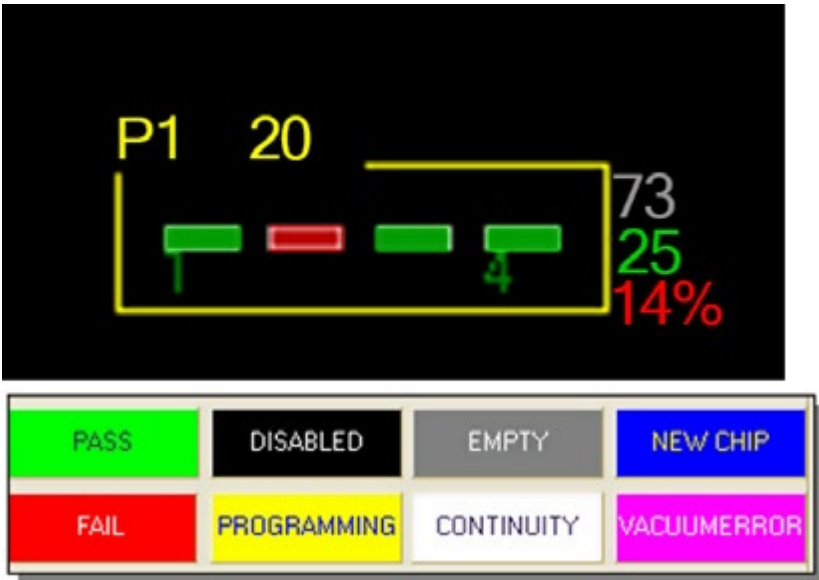 P1 20
73
25
14%
1 4
PASS DISABLED EMPTY NEW CHIP
FAIL PROGRAMMING CONTINUITY VACUUMERROR